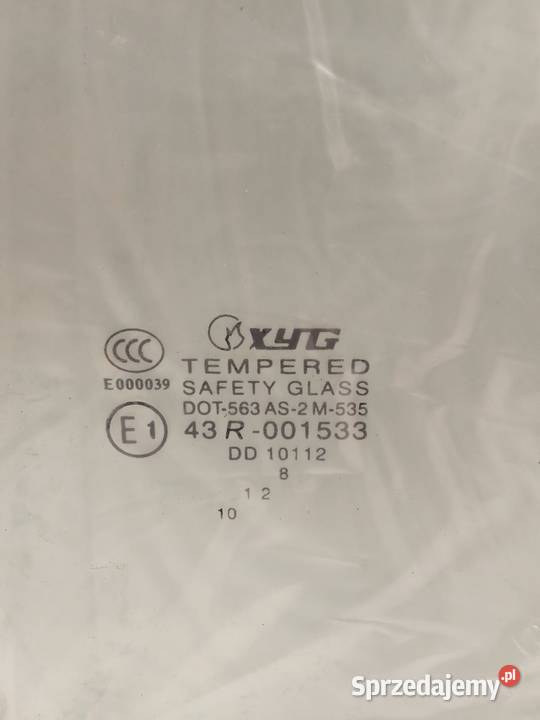 XYG
CCC
TEMPERED
E000039
SAFETY GLASS
DOT-563 AS-2 M-535
E1
43R-001533
DD 10112
8
1 2
10
Sprzedajemy.pl